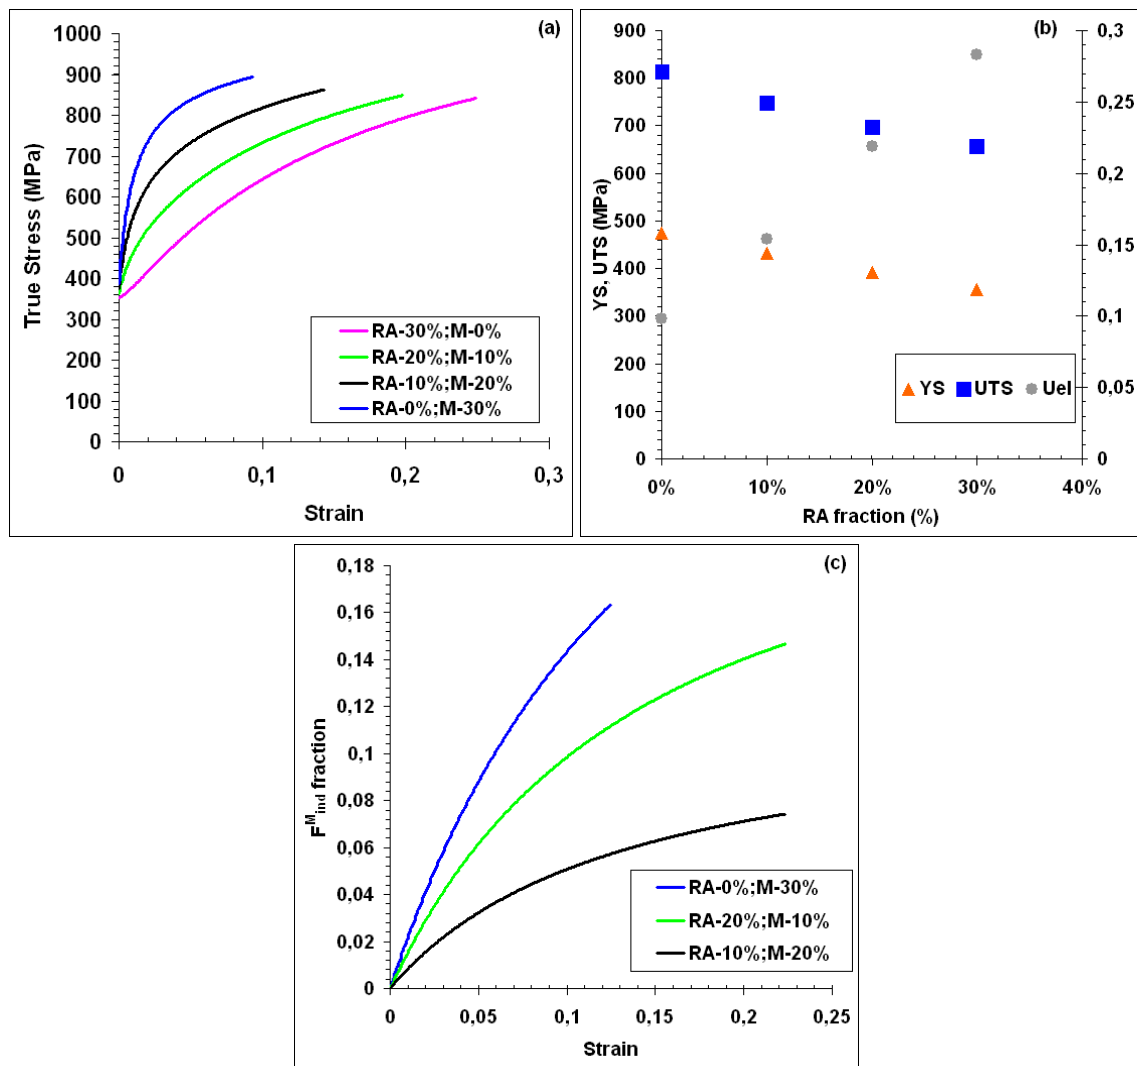 (a)
True Stress (MPa)
1000
900
800
700
600
500
400
300
200
100
0
0 0,1 0,2 0,3
Strain
RA-30%;M-0%
RA-20%;M-10%
RA-10%;M-20%
RA-0%;M-30%
(b)
YS, UTS (MPa)
900
800
700
600
500
400
300
200
100
0
0,3
0,25
0,2
0,15
0,1
0,05
0
0% 10% 20% 30% 40%
RA fraction (%)
YS UTS Uel
(c)
F^M_ind fraction
0,18
0,16
0,14
0,12
0,1
0,08
0,06
0,04
0,02
0
0 0,05 0,1 0,15 0,2 0,25
Strain
RA-0%;M-30%
RA-20%;M-10%
RA-10%;M-20%